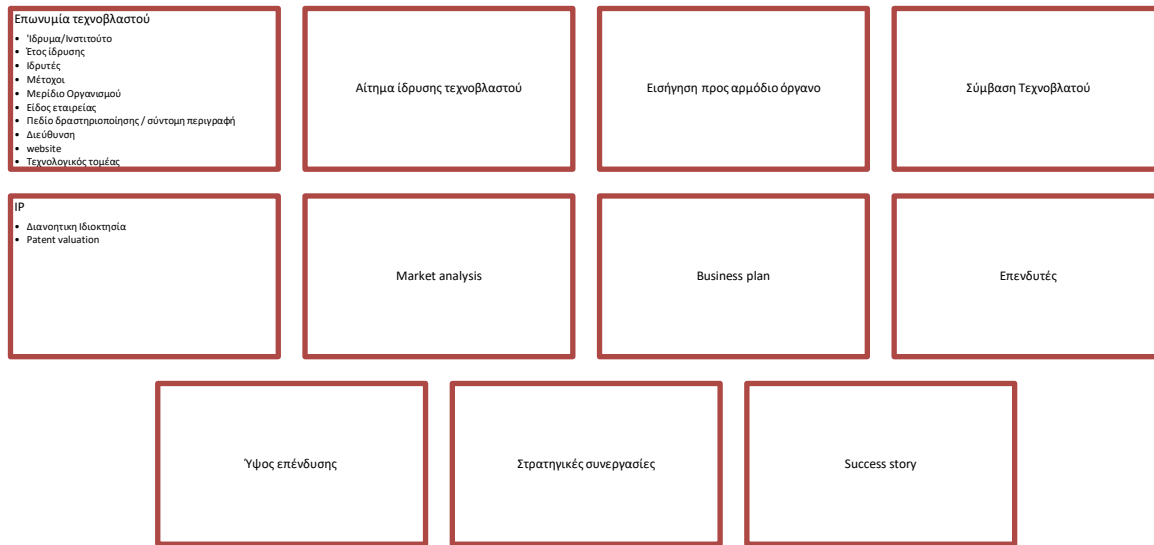 Επωνυμία τεχνοβλαστού
• 'Ιδρυμα/Ινστιτούτο
• Έτος ίδρυσης
• Ιδρυτές
• Μέτοχοι
• Μερίδιο Οργανισμού
• Είδος εταιρείας
• Πεδίο δραστηριοποίησης / σύντομη περιγραφή
• Διεύθυνση
• website
• Τεχνολογικός τομέας
Αίτημα ίδρυσης τεχνοβλαστού
Εισήγηση προς αρμόδιο όργανο
Σύμβαση Τεχνοβλατού
IP
• Διανοητικη Ιδιοκτησία
• Patent valuation
Market analysis
Business plan
Επενδυτές
Ύψος επένδυσης
Στρατηγικές συνεργασίες
Success story